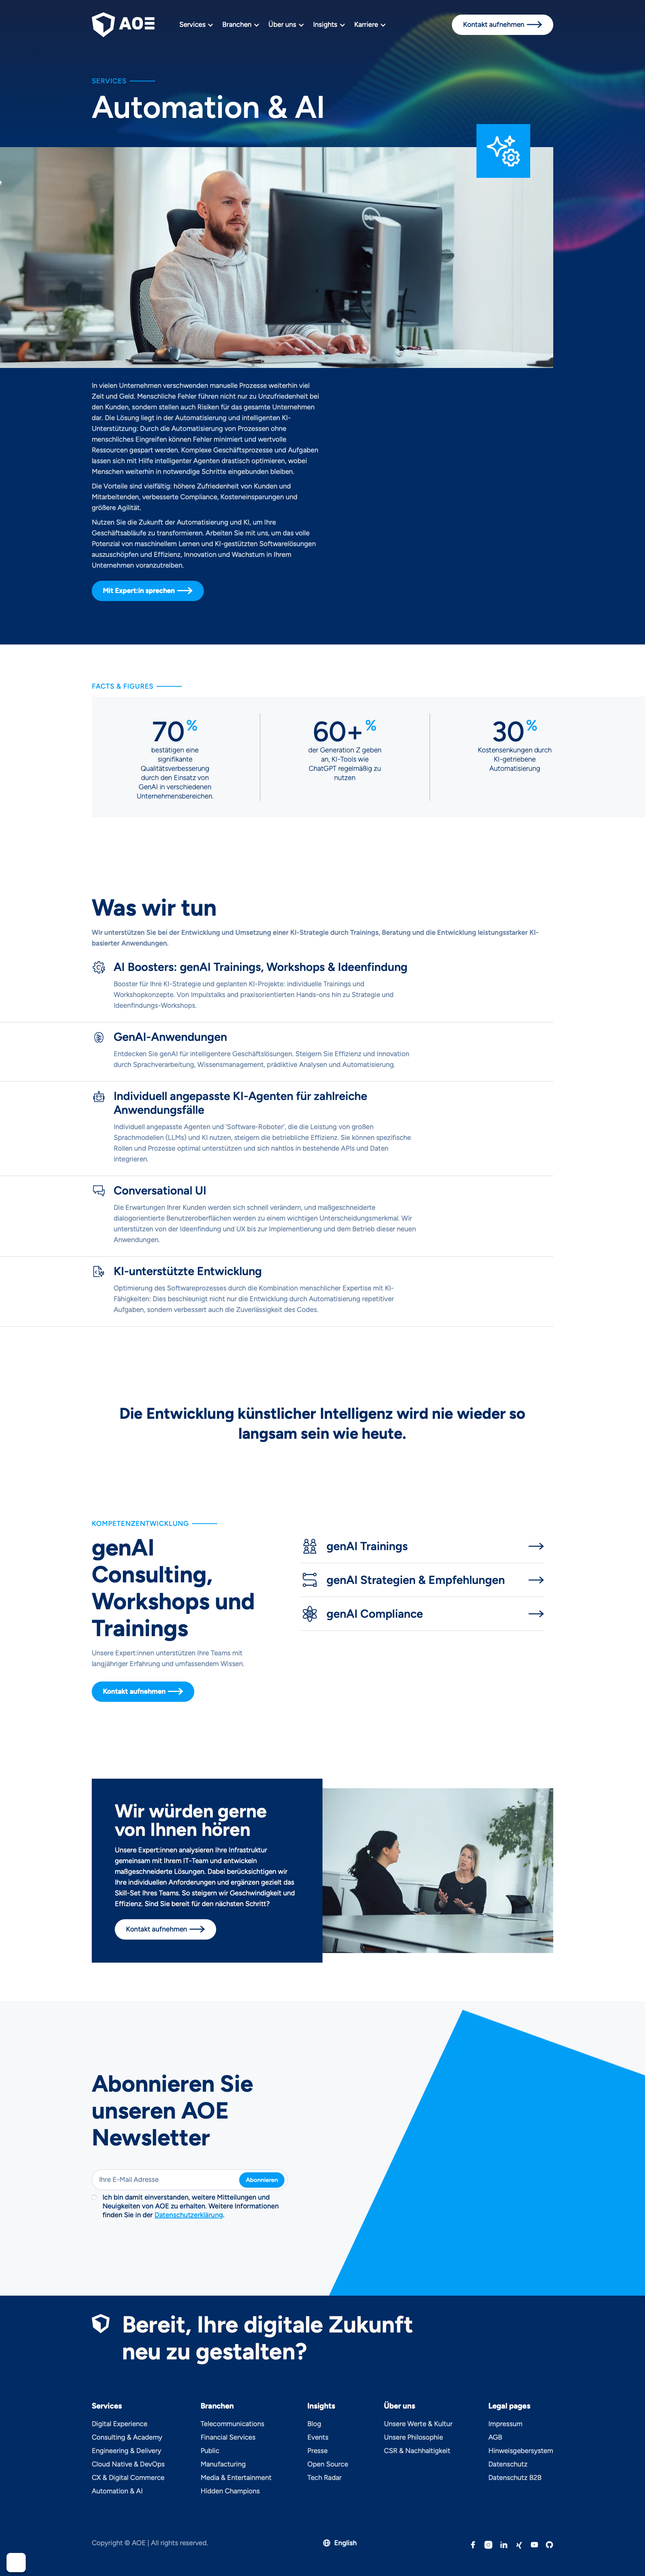 AOE
Services
Branchen
Über uns
Insights
Karriere
Kontakt aufnehmen
SERVICES
Automation & AI
In vielen Unternehmen verschwenden manuelle Prozesse weiterhin viel
Zeit und Geld. Menschliche Fehler führen nicht nur zu Unzufriedenheit bei
den Kunden, sondern stellen auch Risiken für das gesamte Unternehmen
dar. Die Lösung liegt in der Automatisierung und intelligenten KI-
Unterstützung: Durch die Automatisierung von Prozessen ohne
menschliches Eingreifen können Fehler minimiert und wertvolle
Ressourcen gespart werden. Komplexe Geschäftsprozesse und Aufgaben
lassen sich mit Hilfe intelligenter Agenten drastisch optimieren, wobei
Menschen weiterhin in notwendige Schritte eingebunden bleiben.
Die Vorteile sind vielfältig: höhere Zufriedenheit von Kunden und
Mitarbeitenden, verbesserte Compliance, Kosteneinsparungen und
größere Agilität.
Nutzen Sie die Zukunft der Automatisierung und KI, um Ihre
Geschäftsabläufe zu transformieren. Arbeiten Sie mit uns, um das volle
Potenzial von maschinellem Lernen und KI-gestützten Softwarelösungen
auszuschöpfen und Effizienz, Innovation und Wachstum in Ihrem
Unternehmen voranzutreiben.
Mit Expert:in sprechen
FACTS & FIGURES
70%
bestätigen eine
signifikante
Qualitätsverbesserung
durch den Einsatz von
GenAI in verschiedenen
Unternehmensbereichen.
60+%
der Generation Z geben
an, KI-Tools wie
ChatGPT regelmäßig zu
nutzen
30%
Kostensenkungen durch
KI-getriebene
Automatisierung
Was wir tun
Wir unterstützen Sie bei der Entwicklung und Umsetzung einer KI-Strategie durch Trainings, Beratung und die Entwicklung leistungsstarker KI-
basierter Anwendungen.
AI Boosters: genAI Trainings, Workshops & Ideenfindung
Booster für Ihre KI-Strategie und geplanten KI-Projekte: individuelle Trainings und
Workshopkonzepte. Von Impulstalks and praxisorientierten Hands-ons hin zu Strategie und
Ideenfindungs-Workshops.
GenAI-Anwendungen
Entdecken Sie genAI für intelligentere Geschäftslösungen. Steigern Sie Effizienz und Innovation
durch Sprachverarbeitung, Wissensmanagement, prädiktive Analysen und Automatisierung.
Individuell angepasste KI-Agenten für zahlreiche
Anwendungsfälle
Individuell angepasste Agenten und 'Software-Roboter', die die Leistung von großen
Sprachmodellen (LLMs) und KI nutzen, steigern die betriebliche Effizienz. Sie können spezifische
Rollen und Prozesse optimal unterstützen und sich nahtlos in bestehende APIs und Daten
integrieren.
Conversational UI
Die Erwartungen Ihrer Kunden werden sich schnell verändern, und maßgeschneiderte
dialogorientierte Benutzeroberflächen werden zu einem wichtigen Unterscheidungsmerkmal. Wir
unterstützen von der Ideenfindung und UX bis zur Implementierung und dem Betrieb dieser neuen
Anwendungen.
KI-unterstützte Entwicklung
Optimierung des Softwareprozesses durch die Kombination menschlicher Expertise mit KI-
Fähigkeiten: Dies beschleunigt nicht nur die Entwicklung durch Automatisierung repetitiver
Aufgaben, sondern verbessert auch die Zuverlässigkeit des Codes.
Die Entwicklung künstlicher Intelligenz wird nie wieder so
langsam sein wie heute.
KOMPETENZENTWICKLUNG
genAI
Consulting,
Workshops und
Trainings
Unsere Expert:innen unterstützen Ihre Teams mit
langjähriger Erfahrung und umfassendem Wissen.
Kontakt aufnehmen
genAI Trainings
genAI Strategien & Empfehlungen
genAI Compliance
Wir würden gerne
von Ihnen hören
Unsere Expert:innen analysieren Ihre Infrastruktur
gemeinsam mit Ihrem IT-Team und entwickeln
maßgeschneiderte Lösungen. Dabei berücksichtigen wir
Ihre individuellen Anforderungen und ergänzen gezielt das
Skill-Set Ihres Teams. So steigern wir Geschwindigkeit und
Effizienz. Sind Sie bereit für den nächsten Schritt?
Kontakt aufnehmen
Abonnieren Sie
unseren AOE
Newsletter
Ihre E-Mail Adresse
Abonnieren
Ich bin damit einverstanden, weitere Mitteilungen und
Neuigkeiten von AOE zu erhalten. Weitere Informationen
finden Sie in der Datenschutzerklärung.
Bereit, Ihre digitale Zukunft
neu zu gestalten?
Services
Digital Experience
Consulting & Academy
Engineering & Delivery
Cloud Native & DevOps
CX & Digital Commerce
Automation & AI
Branchen
Telecommunications
Financial Services
Public
Manufacturing
Media & Entertainment
Hidden Champions
Insights
Blog
Events
Presse
Open Source
Tech Radar
Über uns
Unsere Werte & Kultur
Unsere Philosophie
CSR & Nachhaltigkeit
Legal pages
Impressum
AGB
Hinweisgebersystem
Datenschutz
Datenschutz B2B
Copyright © AOE | All rights reserved.
English